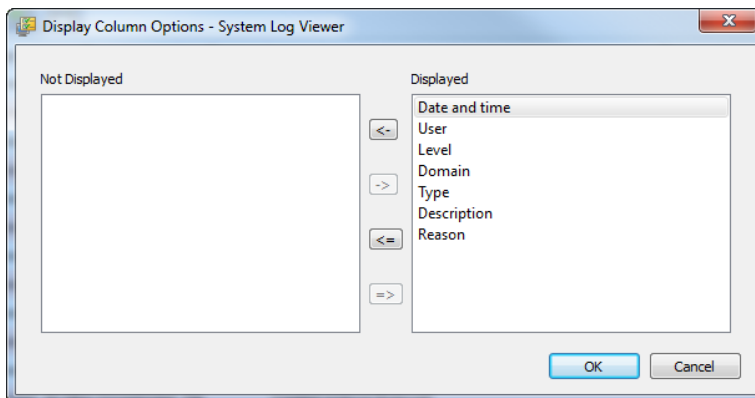 Display Column Options - System Log Viewer
Not Displayed
Displayed
Date and time
User
Level
Domain
Type
Description
Reason
<-
->
<=
=>
OK
Cancel